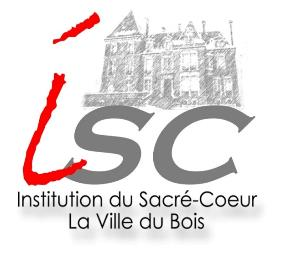 iSC
Institution du Sacré-Coeur
La Ville du Bois